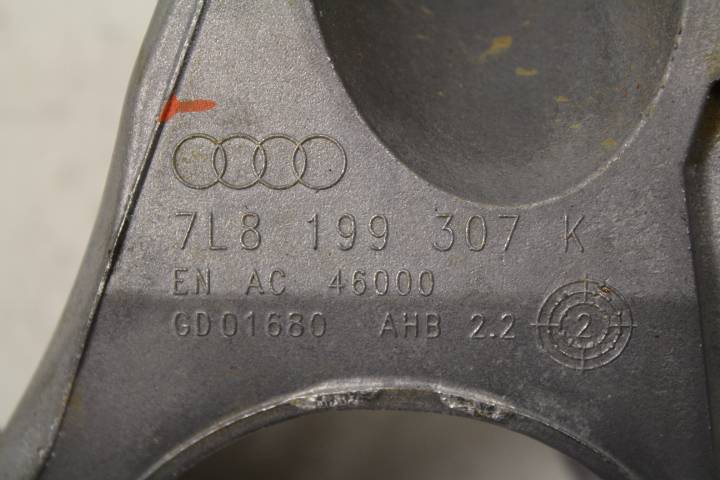 7L8 199 307 K
EN AC 46000
GD01680 AHB 2.2 2